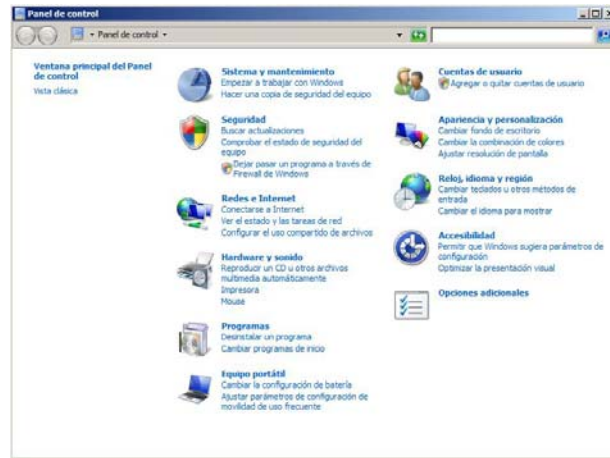 Panel de control
Panel de control
Ventana principal del Panel
de control
Vista clásica
Sistema y mantenimiento
Empezar a trabajar con Windows
Hacer una copia de seguridad del equipo
Seguridad
Buscar actualizaciones
Comprobar el estado de seguridad del
equipo
Dejar pasar un programa a través de
Firewall de Windows
Redes e Internet
Conectarse a Internet
Ver el estado y las tareas de red
Configurar el uso compartido de archivos
Hardware y sonido
Reproducir un CD u otros archivos
multimedia automáticamente
Impresora
Mouse
Programas
Desinstalar un programa
Cambiar programas de inicio
Equipo portátil
Cambiar la configuración de batería
Ajustar parámetros de configuración de
movilidad de uso frecuente
Cuentas de usuario
Agregar o quitar cuentas de usuario
Apariencia y personalización
Cambiar fondo de escritorio
Cambiar la combinación de colores
Ajustar resolución de pantalla
Reloj, idioma y región
Cambiar teclados u otros métodos de
entrada
Cambiar el idioma para mostrar
Accesibilidad
Permitir que Windows sugiera parámetros de
configuración
Optimizar la presentación visual
Opciones adicionales